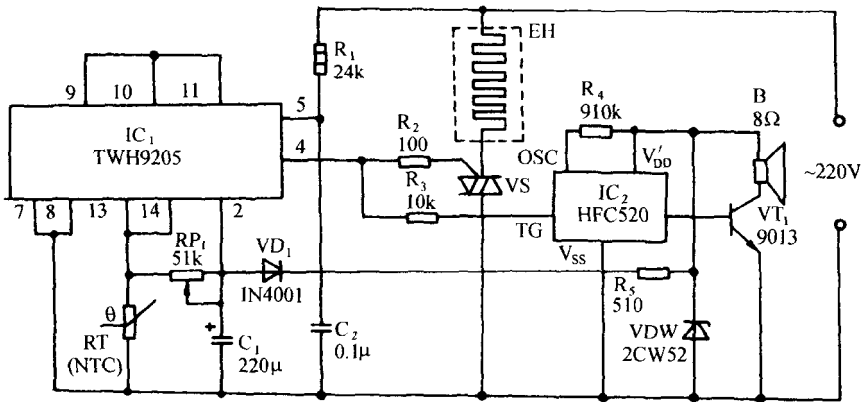 EH
R₁
24k
9
10
11
5
IC₁
TWH9205
4
R₂
100
R₃
10k
VS
R₄
910k
OSC
V'DD
B
8Ω
~220V
IC₂
HFC520
TG
VSS
VT₁
9013
7
8
13
14
2
RP₁
51k
VD₁
IN4001
R₅
510
θ
RT
(NTC)
+
C₁
220μ
C₂
0.1μ
VDW
2CW52